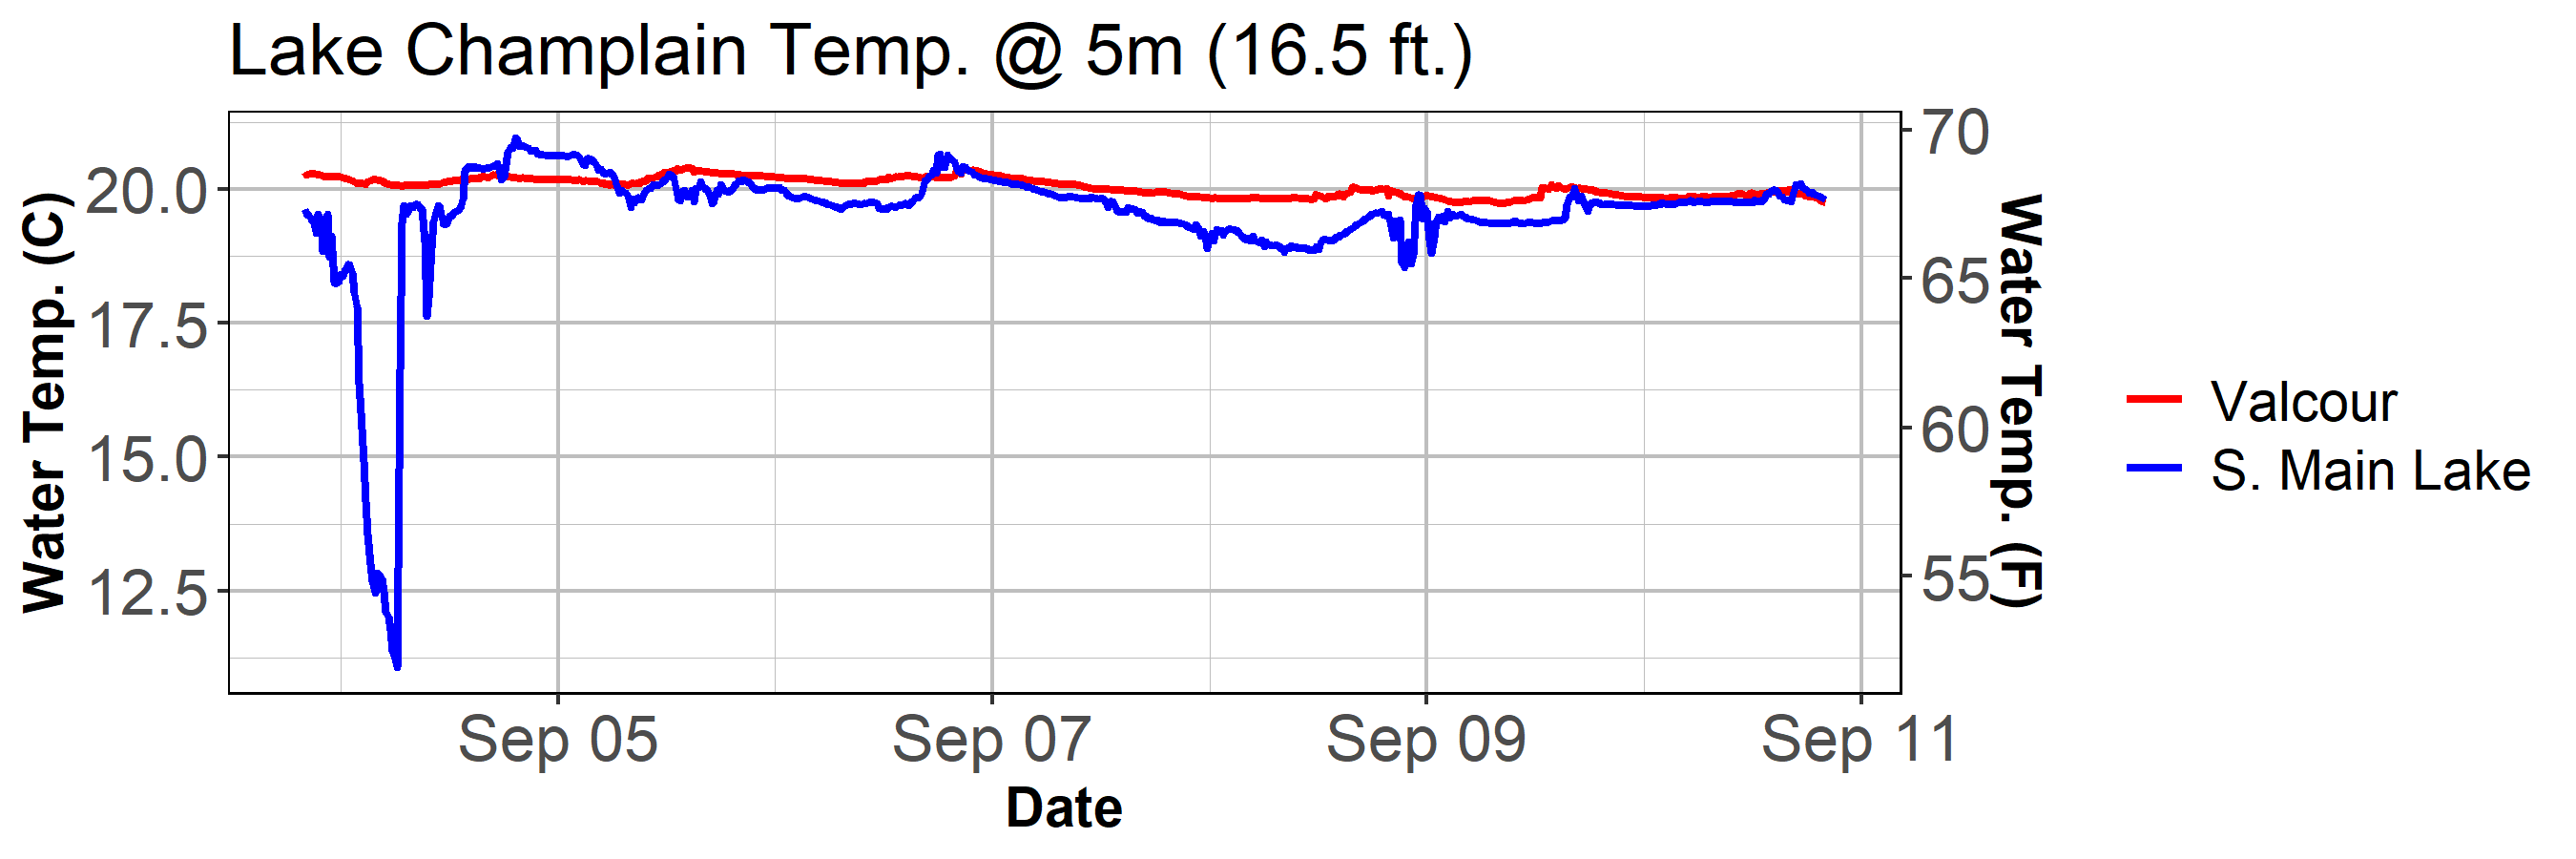 Lake Champlain Temp. @ 5m (16.5 ft.)
Water Temp. (C)
20.0
17.5
15.0
12.5
70
65
60
55
Water Temp. (F)
Sep 05
Sep 07
Sep 09
Sep 11
Date
Valcour
S. Main Lake